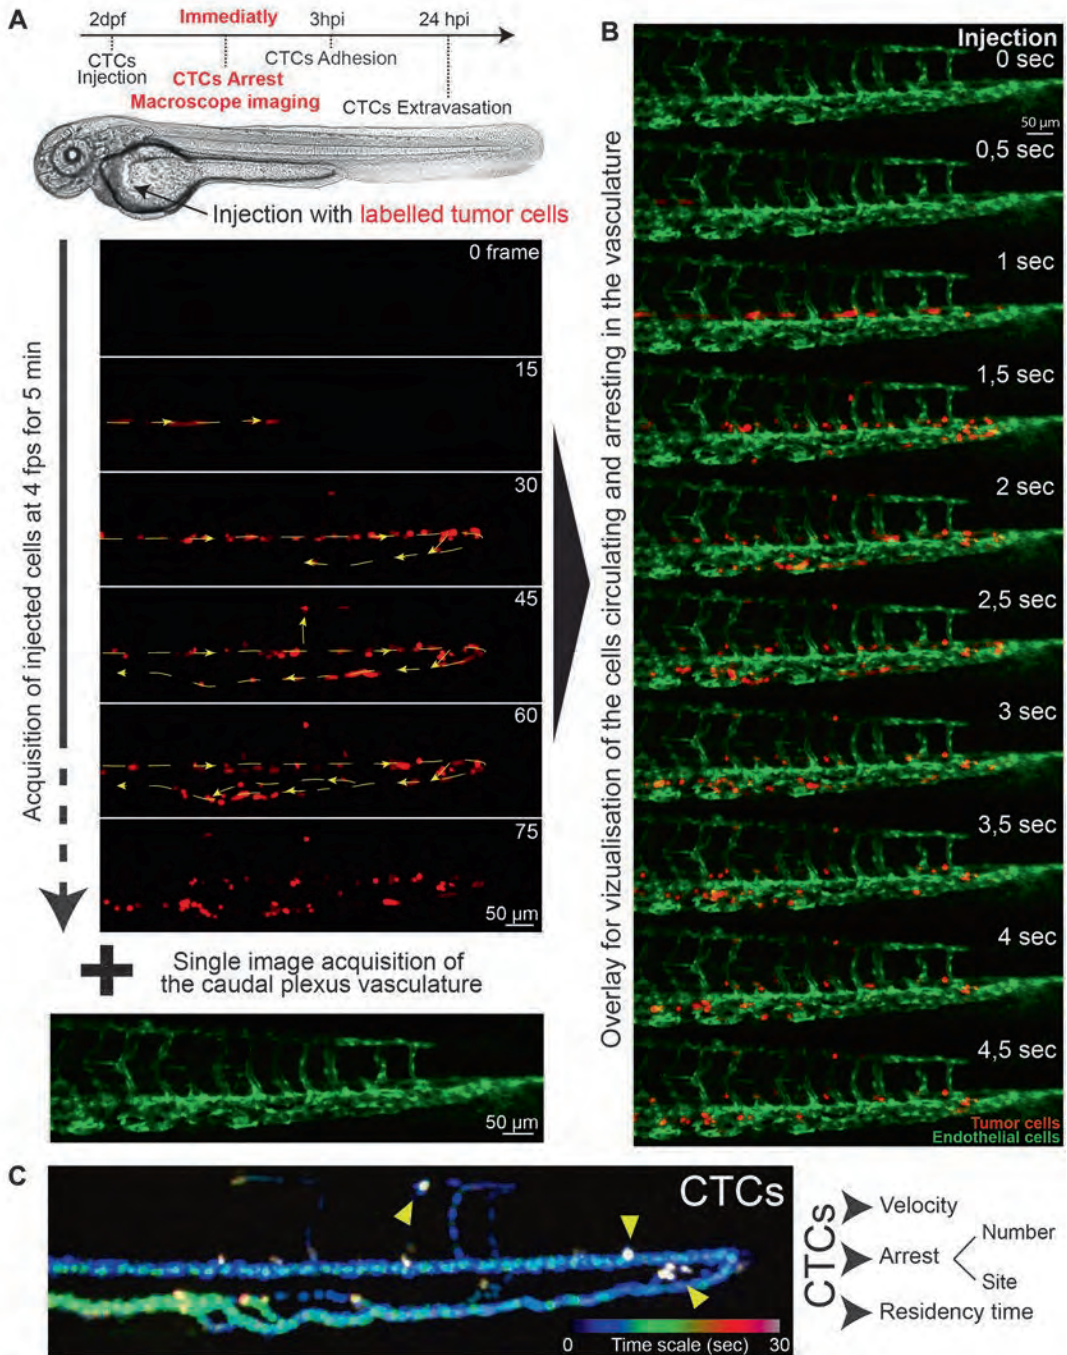 A
2dpf
Immediatly
3hpi
24 hpi
CTCs
Injection
CTCs Arrest
Macroscope imaging
CTCs Adhesion
CTCs Extravasation
Injection with labelled tumor cells
Acquisition of injected cells at 4 fps for 5 min
0 frame
15
30
45
60
75
50 µm
Single image acquisition of
the caudal plexus vasculature
50 µm
B
Overlay for vizualisation of the cells circulating and arresting in the vasculature
Injection
0 sec
50 µm
0,5 sec
1 sec
1,5 sec
2 sec
2,5 sec
3 sec
3,5 sec
4 sec
4,5 sec
Tumor cells
Endothelial cells
C
CTCs
0 Time scale (sec) 30
CTCs
Velocity
Arrest
Number
Site
Residency time